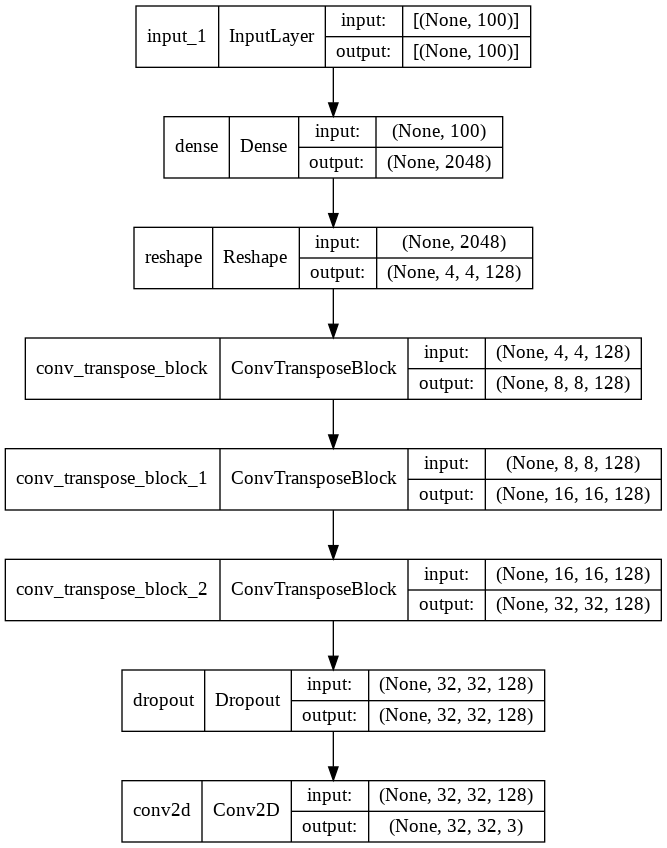 input_1 InputLayer input: [(None, 100)]
output: [(None, 100)]
dense Dense input: (None, 100)
output: (None, 2048)
reshape Reshape input: (None, 2048)
output: (None, 4, 4, 128)
conv_transpose_block ConvTransposeBlock input: (None, 4, 4, 128)
output: (None, 8, 8, 128)
conv_transpose_block_1 ConvTransposeBlock input: (None, 8, 8, 128)
output: (None, 16, 16, 128)
conv_transpose_block_2 ConvTransposeBlock input: (None, 16, 16, 128)
output: (None, 32, 32, 128)
dropout Dropout input: (None, 32, 32, 128)
output: (None, 32, 32, 128)
conv2d Conv2D input: (None, 32, 32, 128)
output: (None, 32, 32, 3)